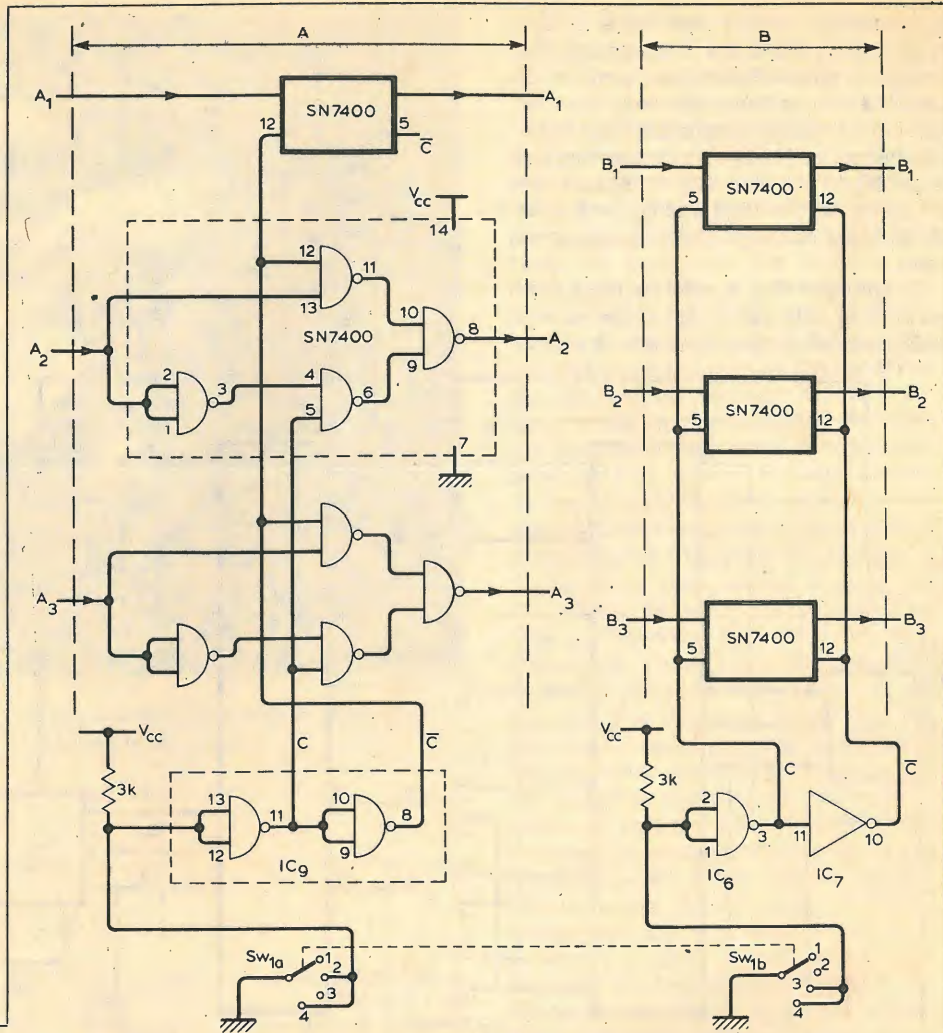 A
B
A1
SN7400
A1
12
5
C̅
B1
SN7400
B1
5
12
Vcc
14
12
11
13
SN7400
10
8
A2
A2
9
2
3
4
6
1
5
7
B2
SN7400
B2
5
12
A3
A3
B3
SN7400
B3
5
12
Vcc
C
C̅
3k
13
11
10
8
12
9
IC9
Vcc
C
C̅
3k
2
3
11
10
1
IC6
IC7
Sw1a
1
2
3
4
Sw1b
1
2
3
4